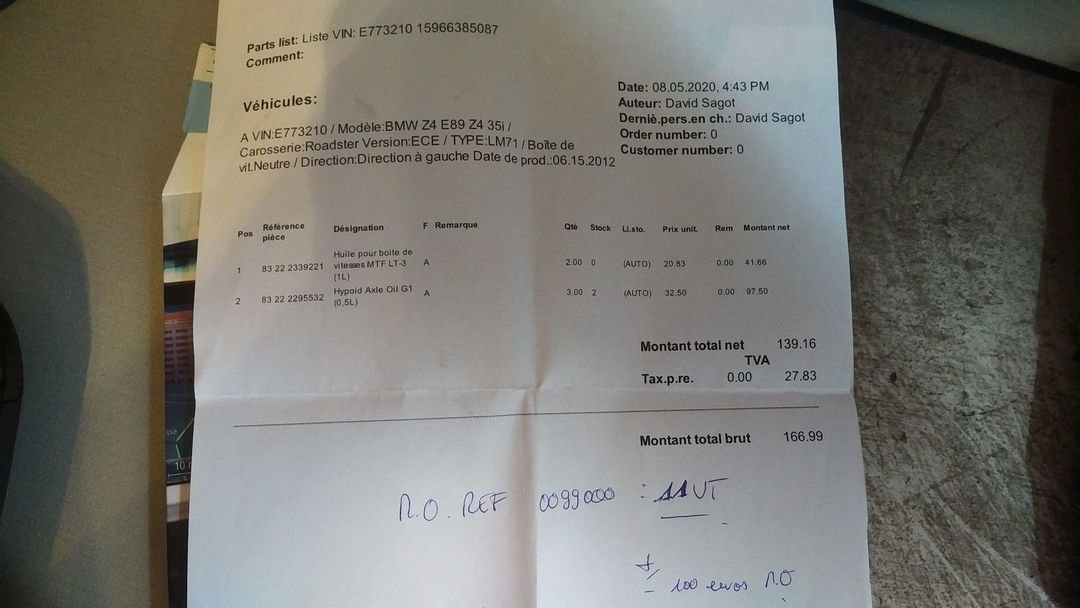 Parts list: Liste VIN: E773210 15966385087
Comment:
Date: 08.05.2020, 4:43 PM
Auteur: David Sagot
Derniè.pers.en ch.: David Sagot
Order number: 0
Customer number: 0
Véhicules:
A VIN:E773210 / Modèle:BMW Z4 E89 Z4 35i /
Carosserie:Roadster Version:ECE / TYPE:LM71 / Boîte de
vit.Neutre / Direction:Direction à gauche Date de prod.:06.15.2012
Pos Référence pièce Désignation F Remarque Qté Stock Li.sto. Prix unit. Rem Montant net
1 83 22 2339221 Huile pour boite de vitesses MTF LT-3 (1L) A 2.00 0 (AUTO) 20.83 0.00 41.66
2 83 22 2295532 Hypoid Axle Oil G1 (0,5L) A 3.00 2 (AUTO) 32.50 0.00 97.50
Montant total net 139.16
TVA
Tax.p.re. 0.00 27.83
Montant total brut 166.99
M.O. REF 0099000 : 11 UT
+/- 100 euros M.O
10